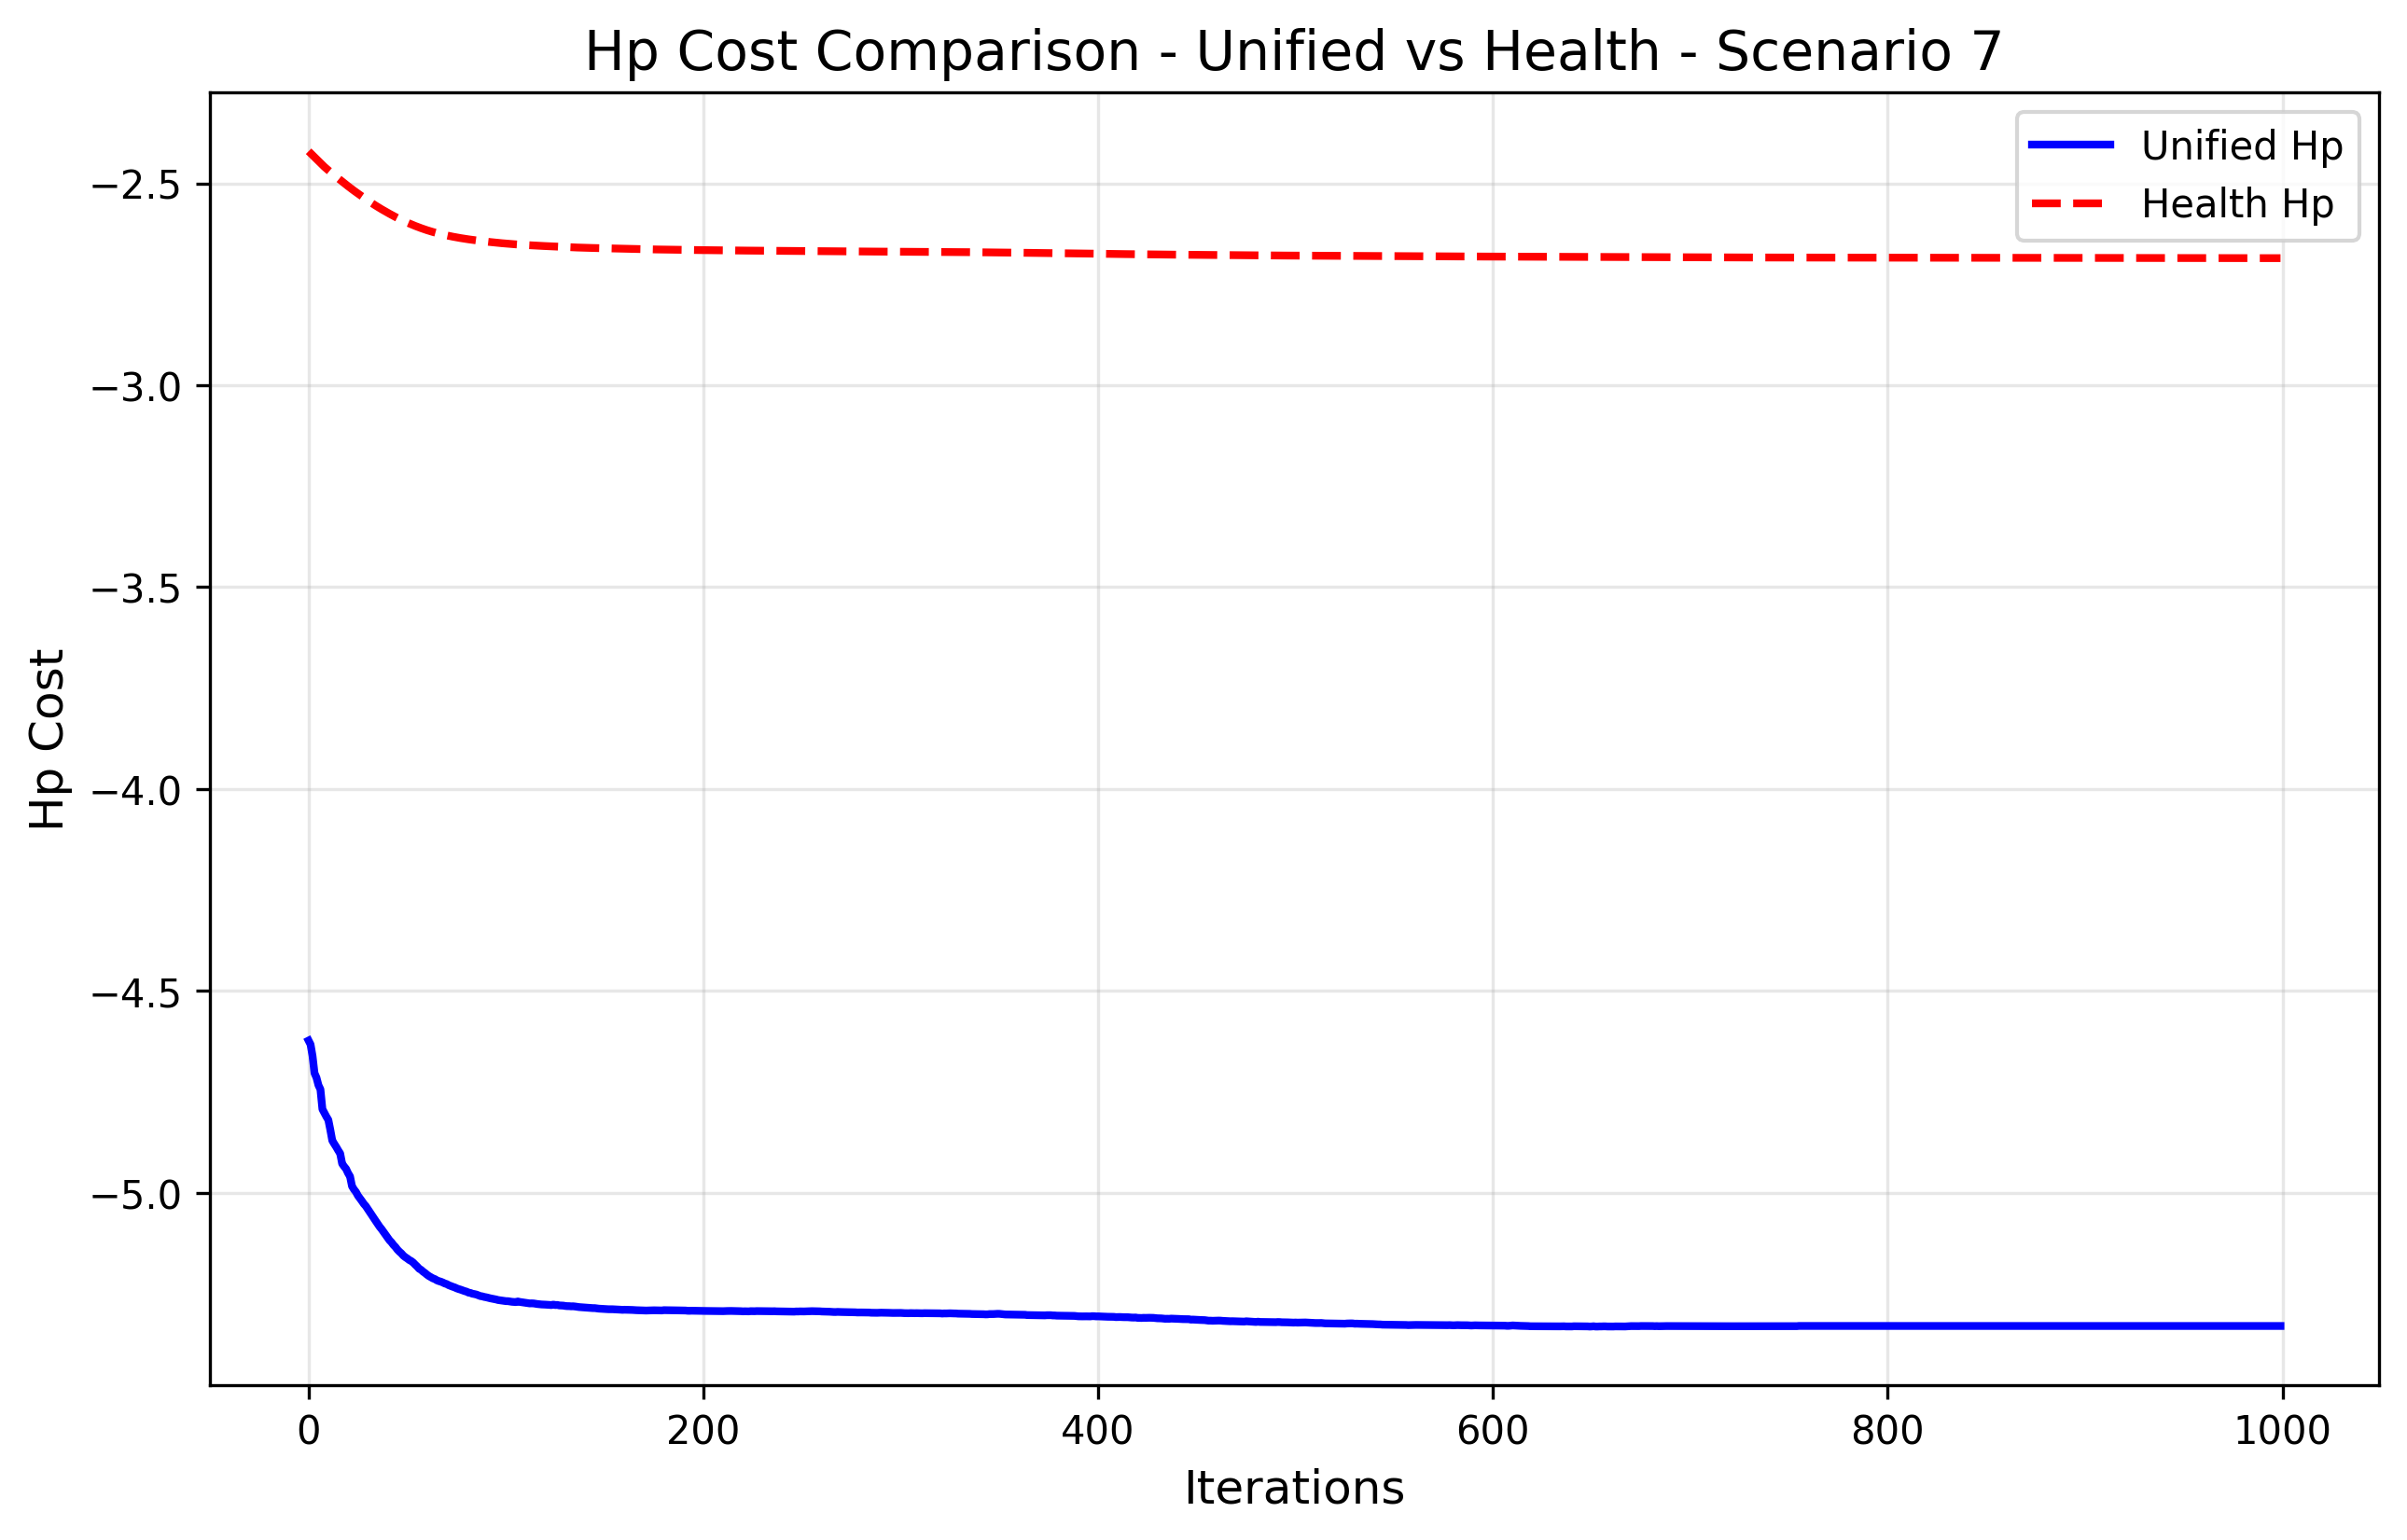 Hp Cost Comparison - Unified vs Health - Scenario 7
Unified Hp
Health Hp
−2.5
−3.0
−3.5
−4.0
−4.5
−5.0
Hp Cost
0 200 400 600 800 1000
Iterations